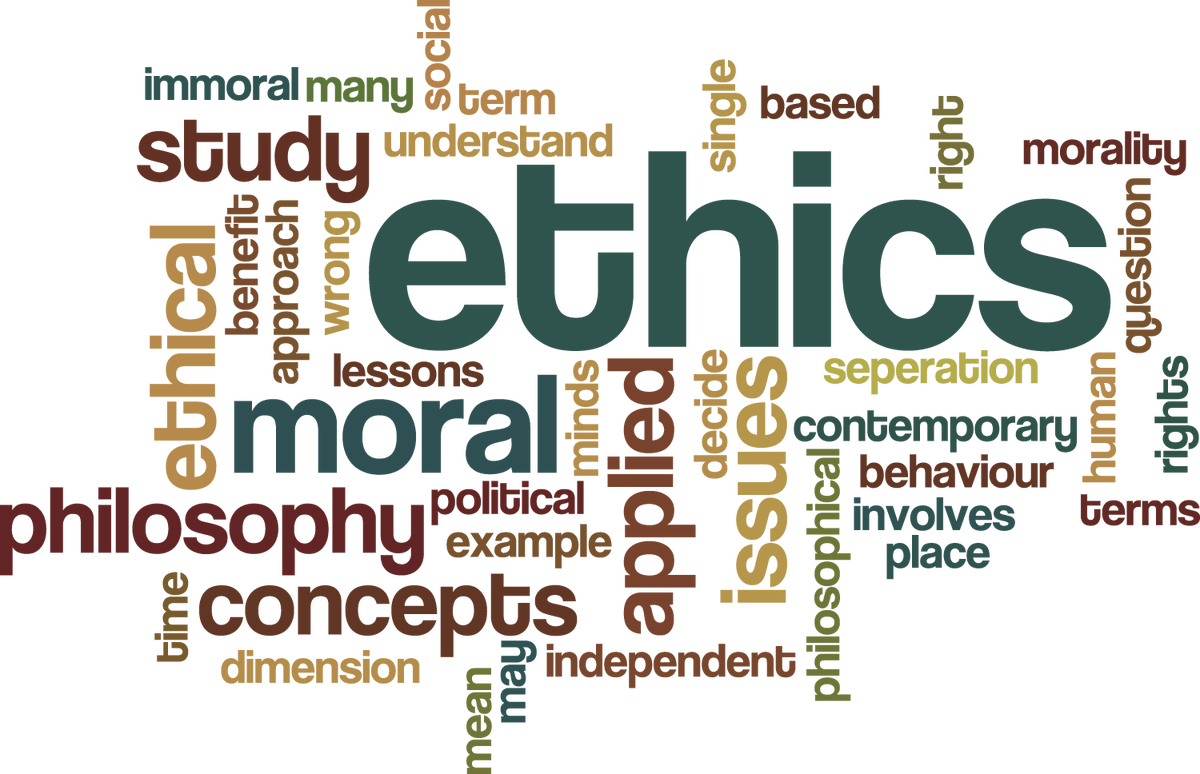 social
immoral
many
term
single
based
right
study
understand
morality
ethics
question
benefit
approach
wrong
ethical
lessons
moral
minds
applied
decide
issues
seperation
human
rights
contemporary
behaviour
philosophy
political
involves
terms
example
place
philosophical
time
concepts
dimension
may
independent
mean